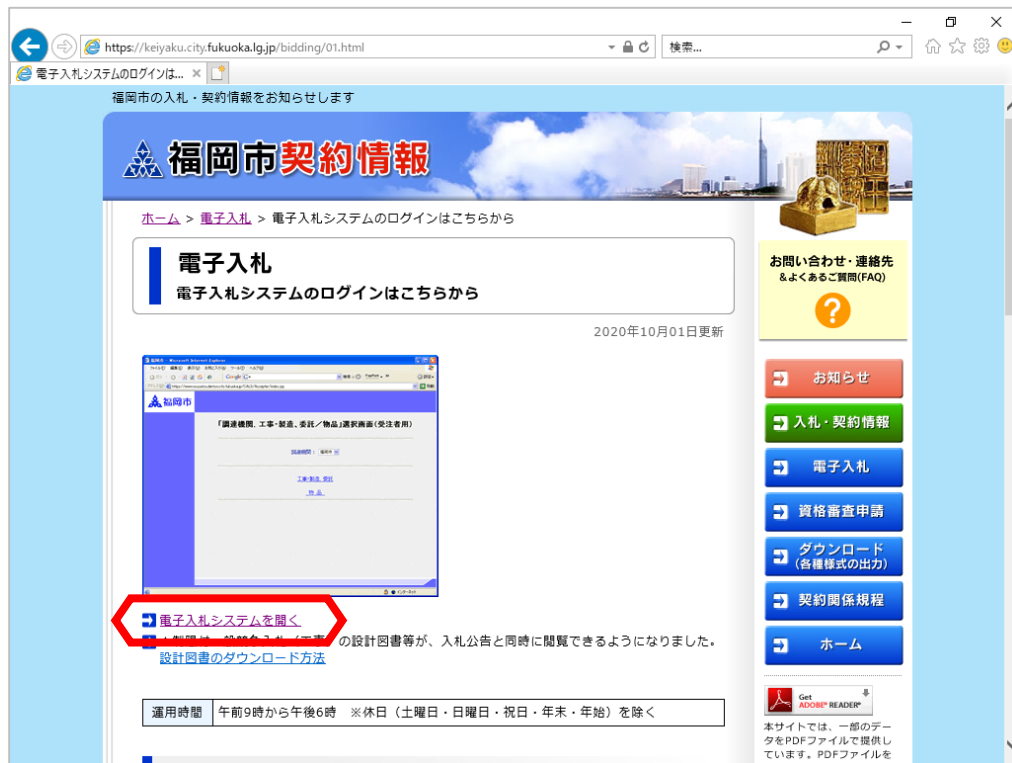 https://keiyaku.city.fukuoka.lg.jp/bidding/01.html
検索...
電子入札システムのログインは...
福岡市の入札・契約情報をお知らせします
福岡市契約情報
ホーム > 電子入札 > 電子入札システムのログインはこちらから
電子入札
電子入札システムのログインはこちらから
2020年10月01日更新
福岡市
「調達機関、工事・製造、委託／物品」選択画面(受注者用)
調達機関： 福岡市
工事・製造、委託
物 品
電子入札システムを開く
の設計図書等が、入札公告と同時に閲覧できるようになりました。
設計図書のダウンロード方法
運用時間 午前9時から午後6時 ※休日（土曜日・日曜日・祝日・年末・年始）を除く
お問い合わせ・連絡先
&よくあるご質問(FAQ)
お知らせ
入札・契約情報
電子入札
資格審査申請
ダウンロード
(各種様式の出力)
契約関係規程
ホーム
Get
ADOBE® READER®
本サイトでは、一部のデー
タをPDFファイルで提供し
ています。PDFファイルを